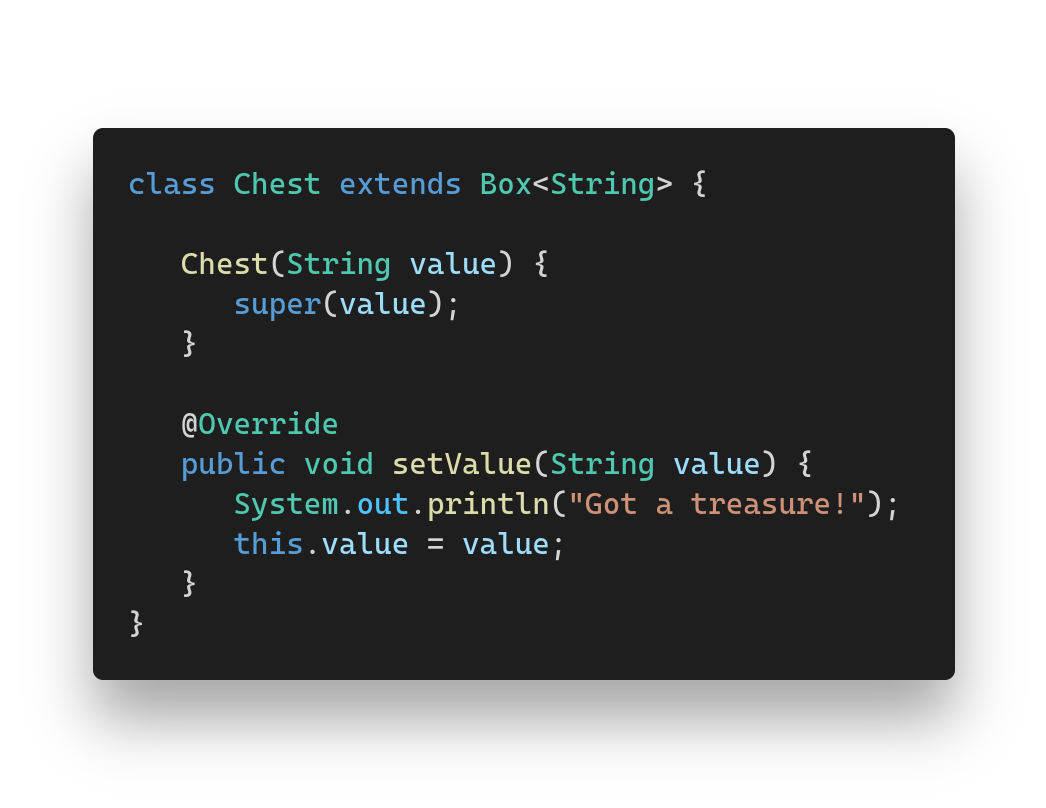 class Chest extends Box<String> {
Chest(String value) {
super(value);
}
@Override
public void setValue(String value) {
System.out.println("Got a treasure!");
this.value = value;
}
}